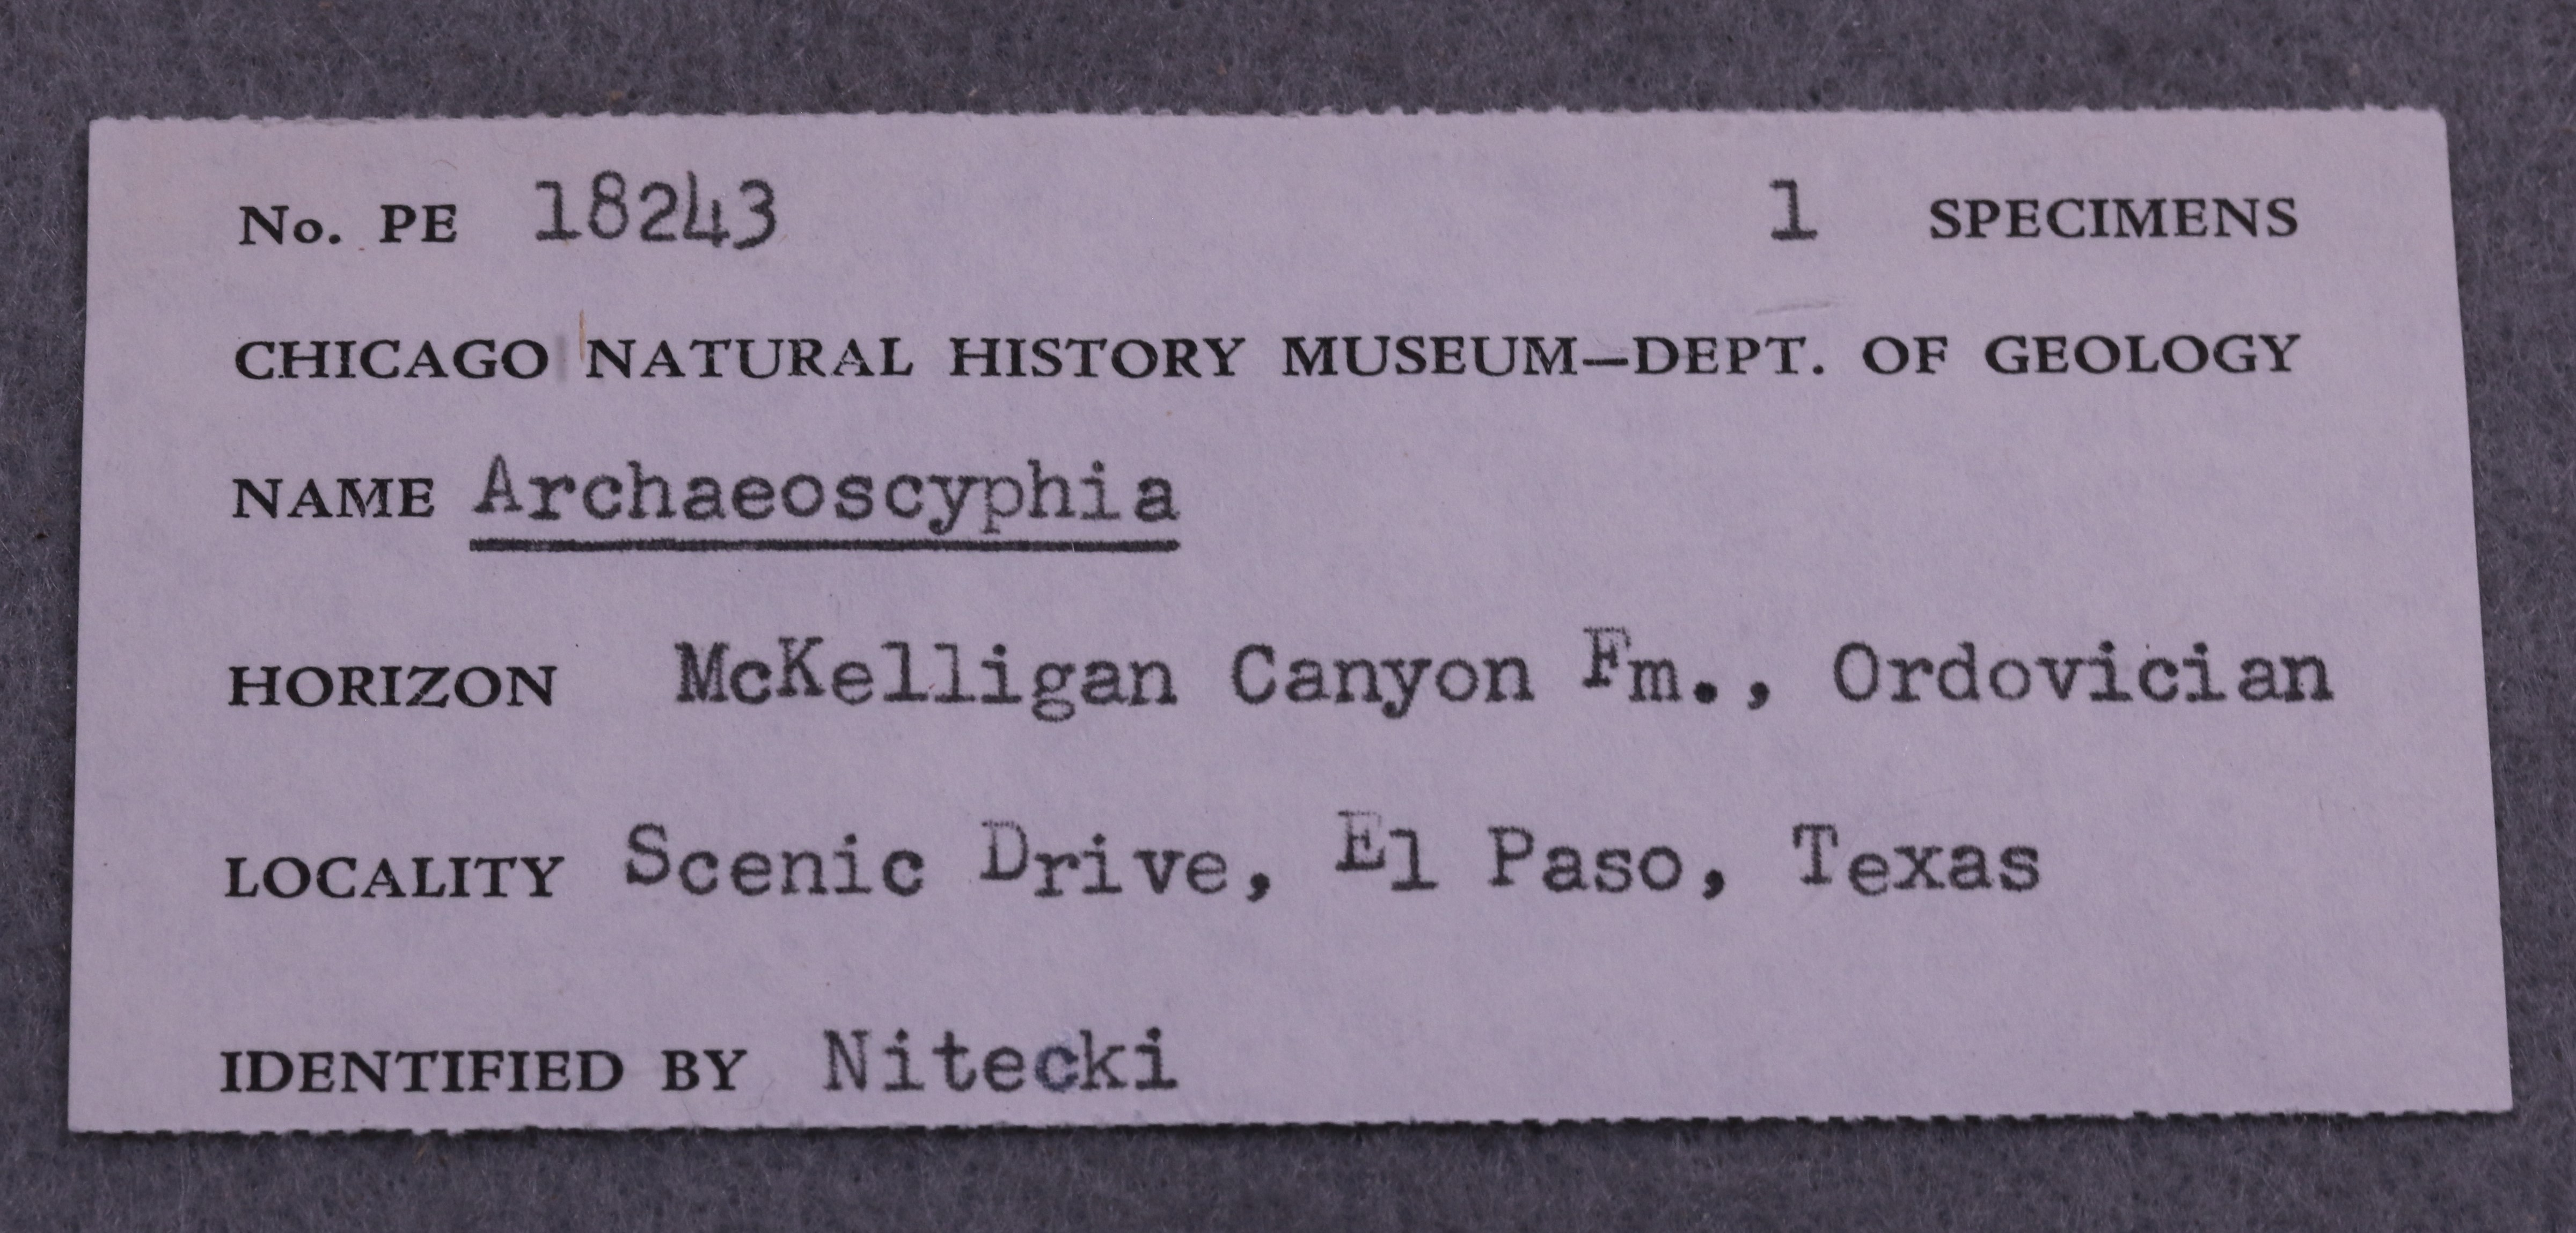 No. PE 18243 1 SPECIMENS
CHICAGO NATURAL HISTORY MUSEUM—DEPT. OF GEOLOGY
NAME Archaeoscyphia
HORIZON McKelligan Canyon Fm., Ordovician
LOCALITY Scenic Drive, El Paso, Texas
IDENTIFIED BY Nitecki